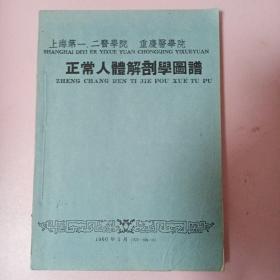 上海第一、二醫學院 重慶醫學院
SHANGHAI DIYI ER YIXUE YUAN CHONGQING YIXUEYUAN
正常人體解剖學圖譜
ZHENG CHANG REN TI JIE POU XUE TU PU
1960年5月